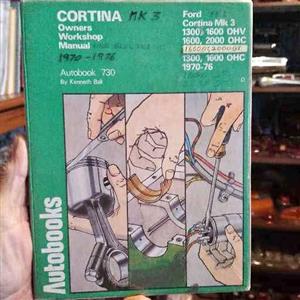 CORTINA MK 3
Owners
Workshop
Manual
1970-1976
Autobook 730
By Kenneth Ball
Ford
Cortina Mk 3
1300, 1600 OHV
1600, 2000 OHC
1300, 1600 OHC
1970-76
Autobooks